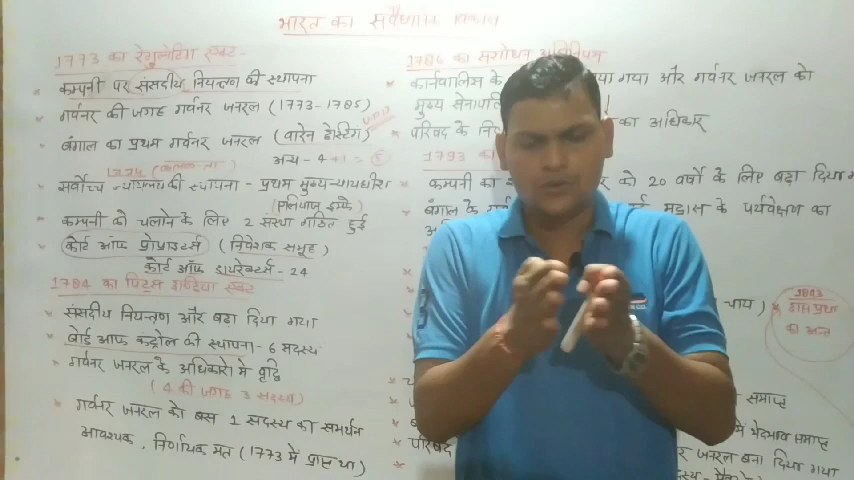 भारत का संवैधानिक विकास
1773 का रेगुलेटिंग एक्ट-
कम्पनी पर संसदीय नियन्त्रण की स्थापना
गर्वनर की जगह गर्वनर जनरल (1773-1785)
बंगाल का प्रथम गर्वनर जनरल (वारेन हेस्टिंग)
अन्य - 4 + 1 = 5
1774 (कलकत्ता)
सर्वोच्च न्यायालय की स्थापना - प्रथम मुख्य न्यायधीश
कम्पनी को चलाने के लिए 2 संस्था गठित हुई
कोर्ट ऑफ प्रोप्राइटर्स (निवेशक समूह)
कोर्ट ऑफ डायरेक्टर्स - 24
1784 का पिट्स इण्डिया एक्ट
संसदीय नियन्त्रण और बढ़ा दिया गया
बोर्ड आफ कंट्रोल की स्थापना - 6 सदस्य
गर्वनर जनरल के अधिकारो मे वृद्धि
(4 की जगह 3 सदस्य)
गर्वनर जनरल को बस 1 सदस्य का समर्थन
आवश्यक, निर्णायक मत (1773 में प्राप्त था)
का संशोधन अधिनियम
कार्नवालिस के गया और गर्वनर जनरल को
मुख्य सेनापति
परिषद के का अधिकार
1793 का
कम्पनी का को 20 वर्षो के लिए बढ़ा दिया
बंगाल के मद्रास के पर्यवेक्षण का
चाय)
1843
दास प्रथा
का अन्त
समाप्त
में भेदभाव समाप्त
परिषद र जनरल बना दिया गया